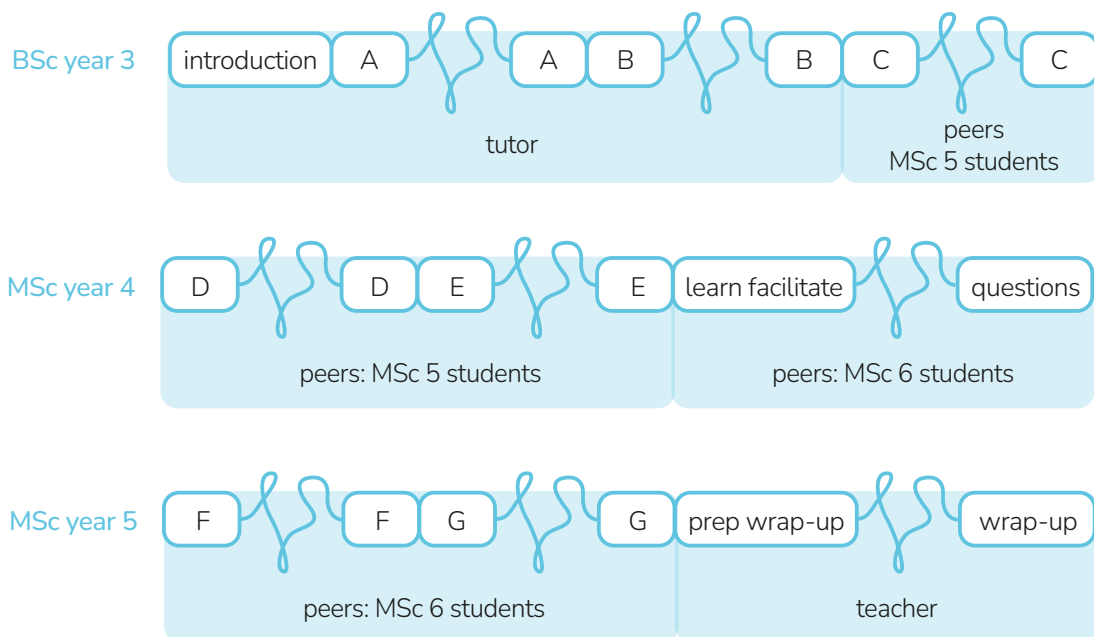 BSc year 3
introduction A A B B C C
tutor
peers
MSc 5 students
MSc year 4
D D E E learn facilitate questions
peers: MSc 5 students peers: MSc 6 students
MSc year 5
F F G G prep wrap-up wrap-up
peers: MSc 6 students teacher